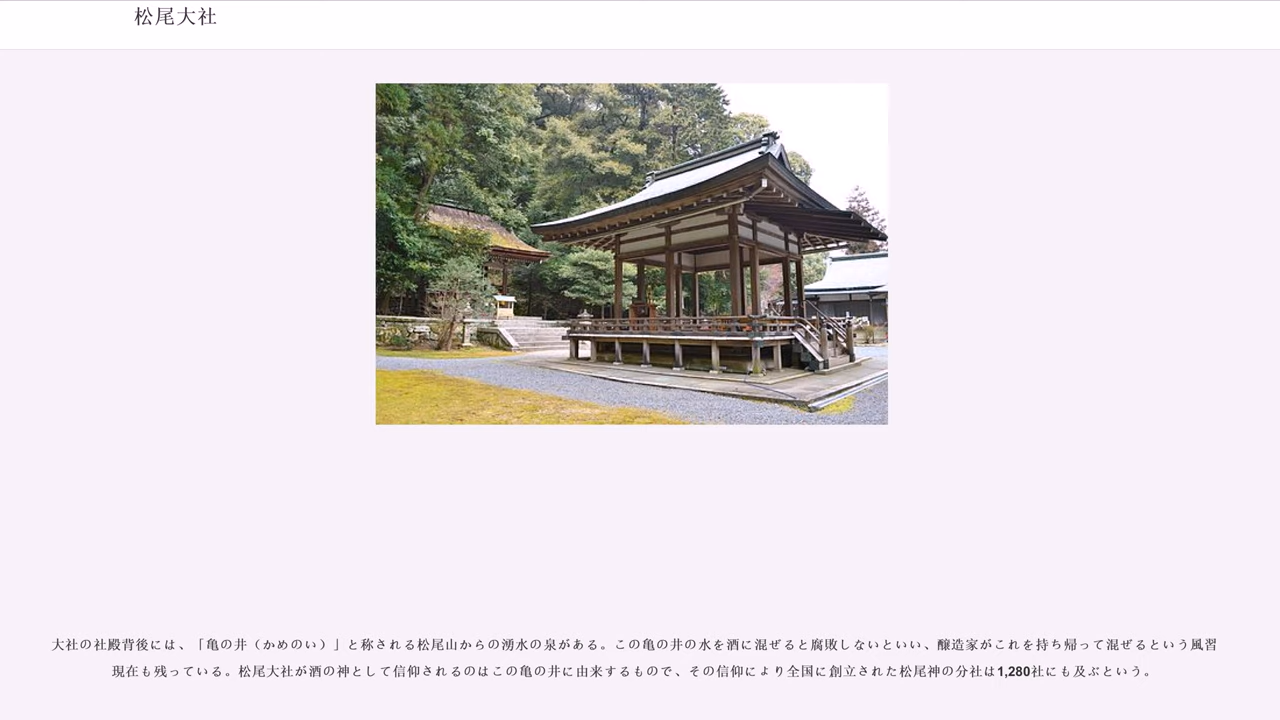 松尾大社
大社の社殿背後には、「亀の井（かめのい）」と称される松尾山からの湧水の泉がある。この亀の井の水を酒に混ぜると腐敗しないといい、醸造家がこれを持ち帰って混ぜるという風習
現在も残っている。松尾大社が酒の神として信仰されるのはこの亀の井に由来するもので、その信仰により全国に創立された松尾神の分社は1,280社にも及ぶという。